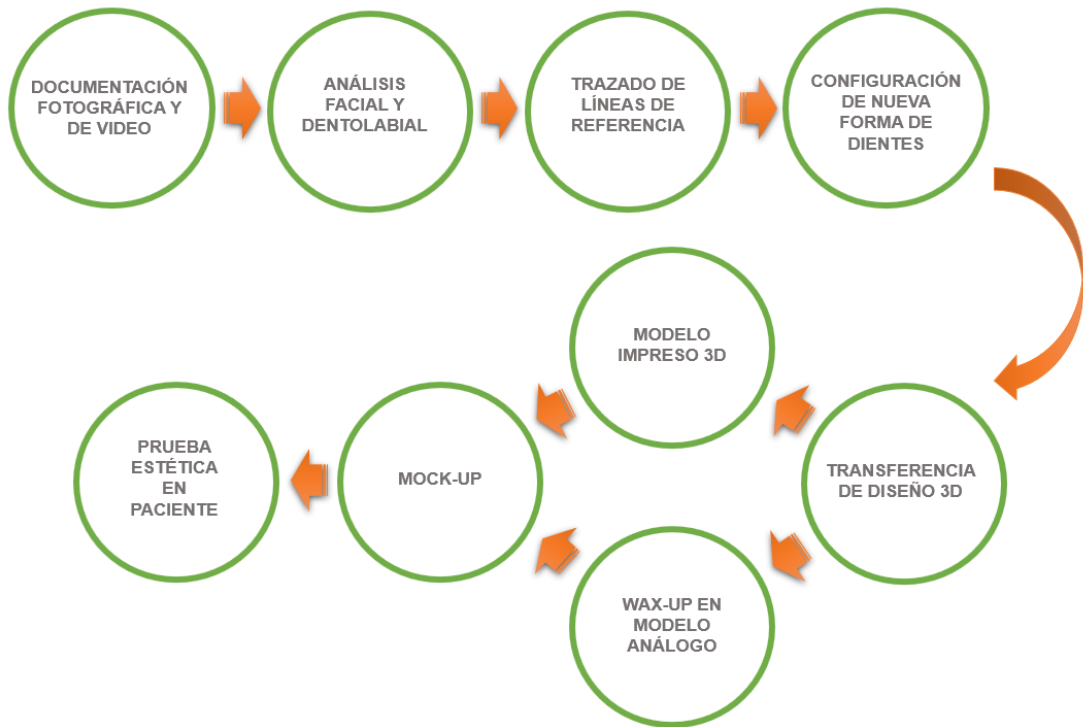 DOCUMENTACIÓN
FOTOGRÁFICA Y
DE VIDEO
ANÁLISIS
FACIAL Y
DENTOLABIAL
TRAZADO DE
LÍNEAS DE
REFERENCIA
CONFIGURACIÓN
DE NUEVA
FORMA DE
DIENTES
TRANSFERENCIA
DE DISEÑO 3D
MODELO
IMPRESO 3D
WAX-UP EN
MODELO
ANÁLOGO
MOCK-UP
PRUEBA
ESTÉTICA
EN
PACIENTE